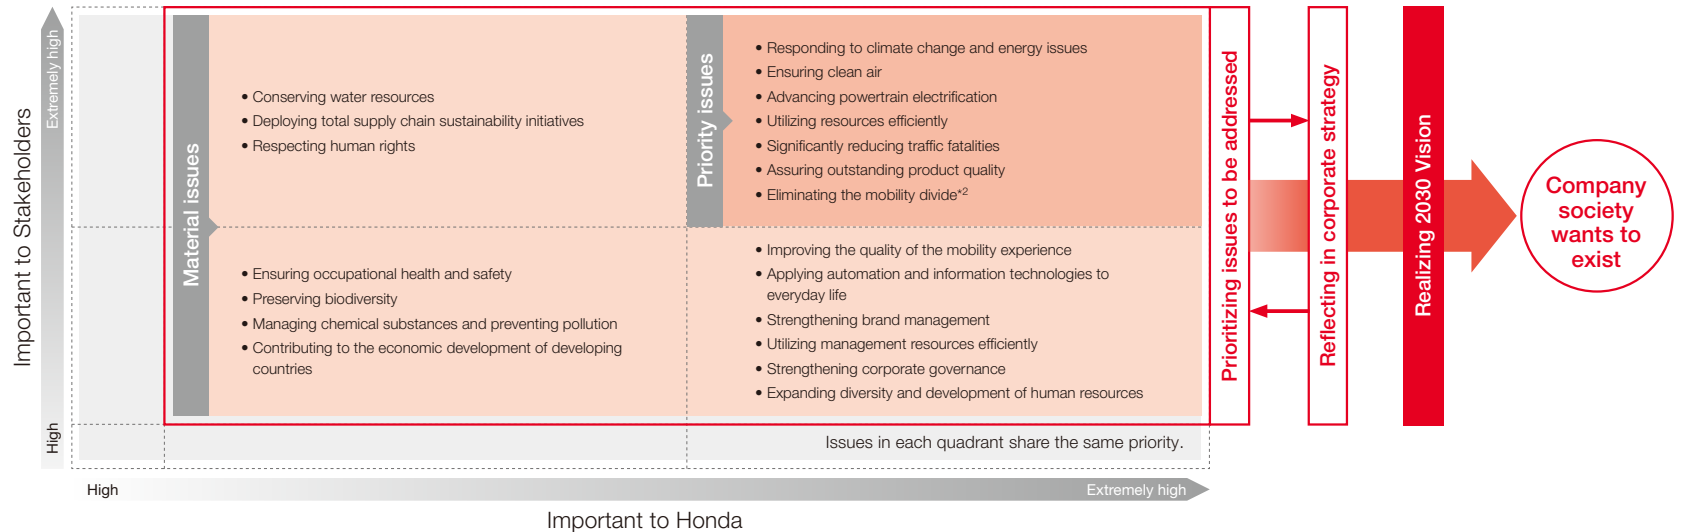 Important to Stakeholders
Extremely high
High
Material issues
• Conserving water resources
• Deploying total supply chain sustainability initiatives
• Respecting human rights
Priority issues
• Responding to climate change and energy issues
• Ensuring clean air
• Advancing powertrain electrification
• Utilizing resources efficiently
• Significantly reducing traffic fatalities
• Assuring outstanding product quality
• Eliminating the mobility divide*2
• Ensuring occupational health and safety
• Preserving biodiversity
• Managing chemical substances and preventing pollution
• Contributing to the economic development of developing
countries
• Improving the quality of the mobility experience
• Applying automation and information technologies to
everyday life
• Strengthening brand management
• Utilizing management resources efficiently
• Strengthening corporate governance
• Expanding diversity and development of human resources
Issues in each quadrant share the same priority.
High
Extremely high
Important to Honda
Prioritizing issues to be addressed
Reflecting in corporate strategy
Realizing 2030 Vision
Company
society
wants to
exist